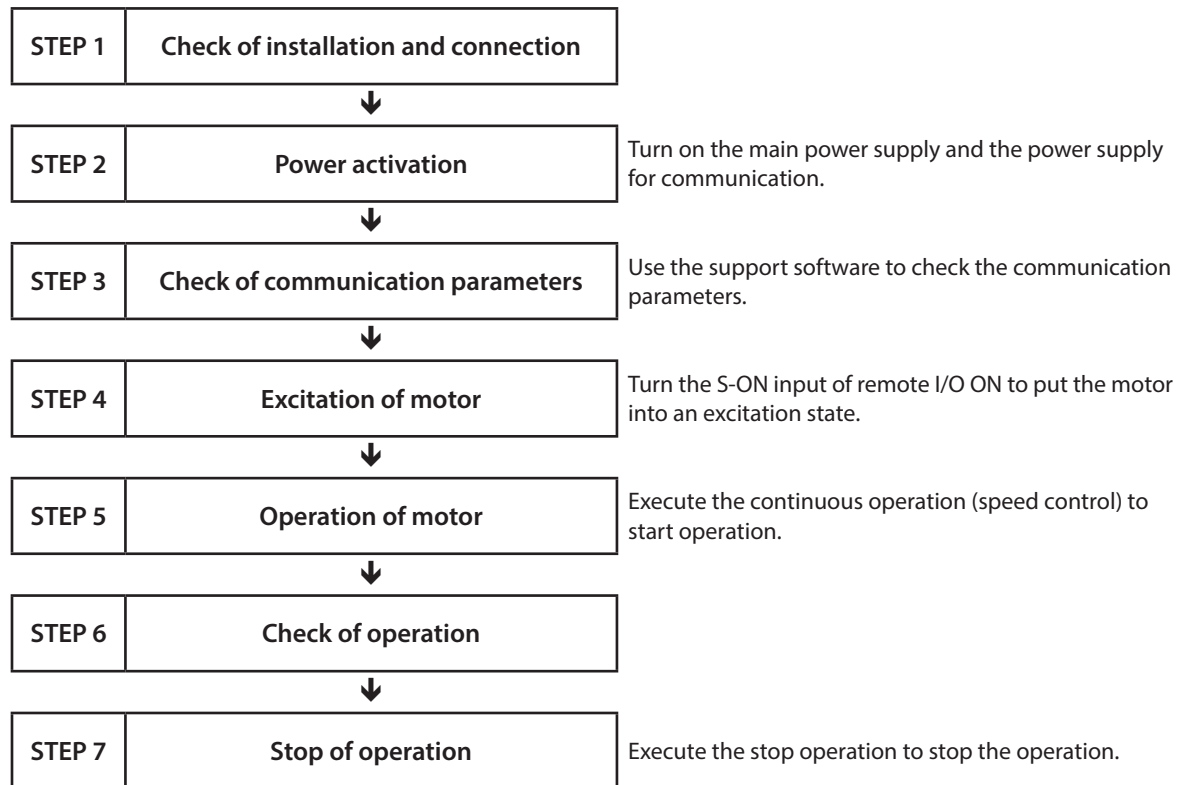 STEP 1 Check of installation and connection
STEP 2 Power activation
Turn on the main power supply and the power supply
for communication.
STEP 3 Check of communication parameters
Use the support software to check the communication
parameters.
STEP 4 Excitation of motor
Turn the S-ON input of remote I/O ON to put the motor
into an excitation state.
STEP 5 Operation of motor
Execute the continuous operation (speed control) to
start operation.
STEP 6 Check of operation
STEP 7 Stop of operation
Execute the stop operation to stop the operation.